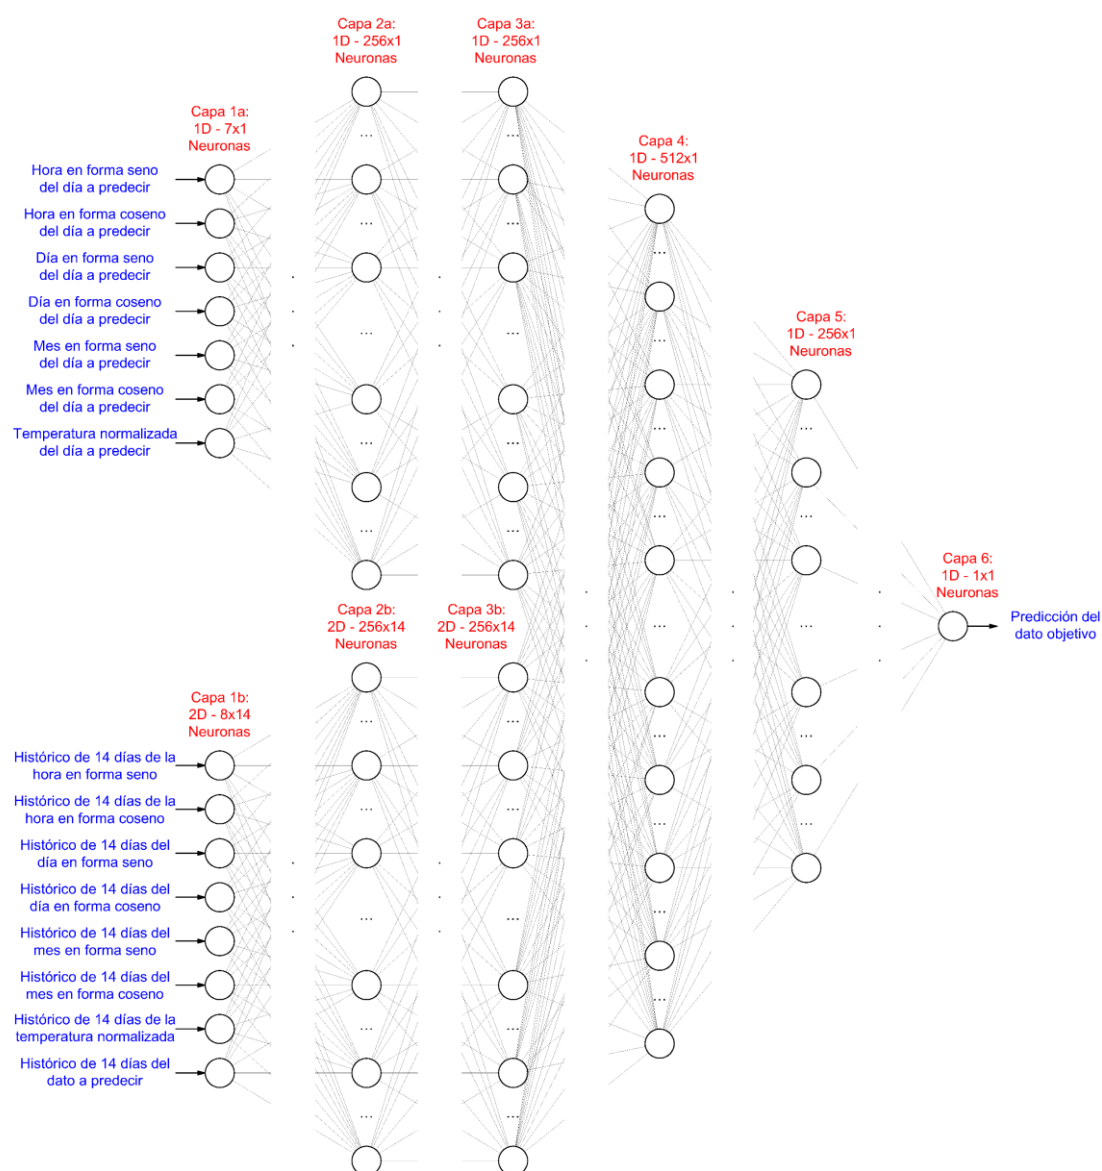 Capa 2a:
1D - 256x1
Neuronas
Capa 3a:
1D - 256x1
Neuronas
Capa 1a:
1D - 7x1
Neuronas
Capa 4:
1D - 512x1
Neuronas
Hora en forma seno
del día a predecir
Hora en forma coseno
del día a predecir
Día en forma seno
del día a predecir
Día en forma coseno
del día a predecir
Mes en forma seno
del día a predecir
Mes en forma coseno
del día a predecir
Temperatura normalizada
del día a predecir
Capa 5:
1D - 256x1
Neuronas
Capa 6:
1D - 1x1
Neuronas
Predicción del
dato objetivo
Capa 2b:
2D - 256x14
Neuronas
Capa 3b:
2D - 256x14
Neuronas
Capa 1b:
2D - 8x14
Neuronas
Histórico de 14 días de la
hora en forma seno
Histórico de 14 días de la
hora en forma coseno
Histórico de 14 días del
día en forma seno
Histórico de 14 días del
día en forma coseno
Histórico de 14 días del
mes en forma seno
Histórico de 14 días del
mes en forma coseno
Histórico de 14 días de la
temperatura normalizada
Histórico de 14 días del
dato a predecir